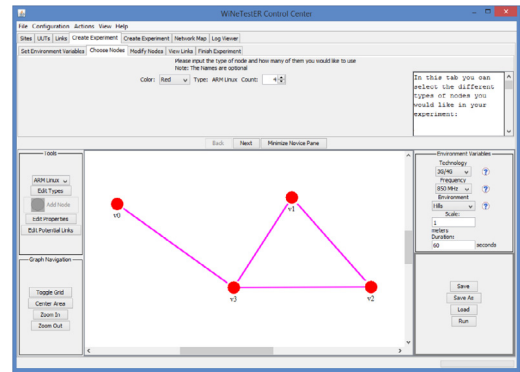 WiNeTestER Control Center
File Configuration Actions View Help
Sites UUTs Links Create Experiment Create Experiment Network Map Log Viewer
Set Environment Variables Choose Nodes Modify Nodes View Links Finish Experiment
Please input the type of node and how many of them you would like to use
Note: The Names are optional
Color: Red Type: ARM Linux Count: 4
In this tab you can
select the different
types of nodes you
would like in your
experiment:
Back Next Minimize Novice Pane
Tools
ARM Linux
Edit Types
Add Node
Edit Properties
Edit Potential Links
Graph Navigation
Toggle Grid
Center Area
Zoom In
Zoom Out
v0
v1
v3
v2
Environment Variables
Technology
3G/4G ?
Frequency
850 MHz ?
Environment
Hills ?
Scale:
1
meters
Duration:
60 seconds
Save
Save As
Load
Run